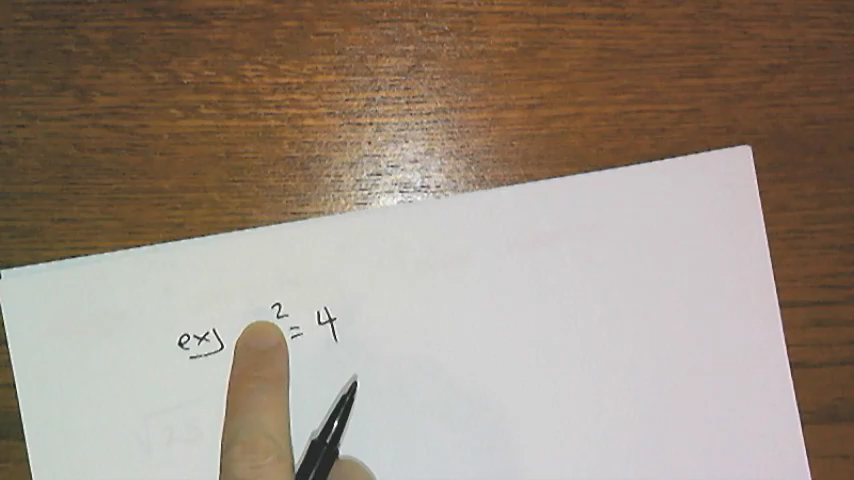 ex) ² = 4